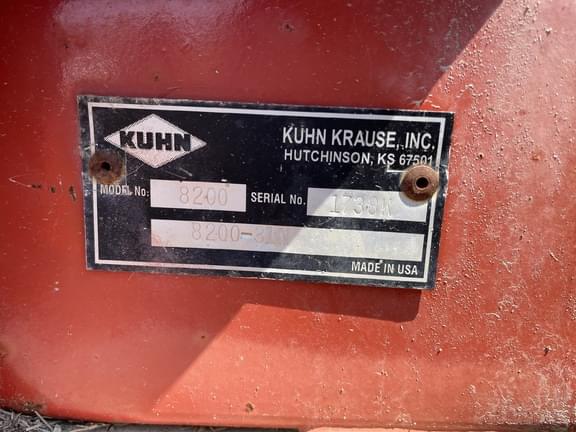 KUHN
KUHN KRAUSE, INC.
HUTCHINSON, KS 67501
MODEL No: 8200 SERIAL No.
MADE IN USA